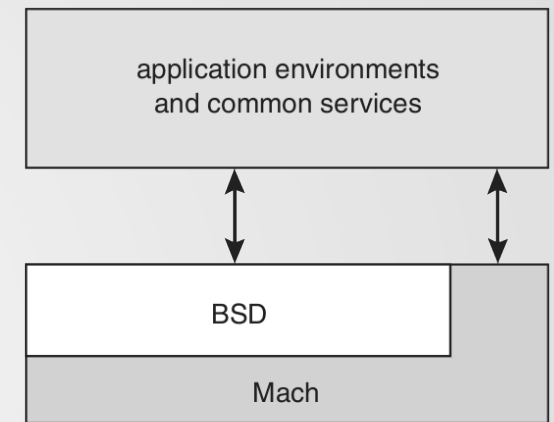 application environments
and common services
BSD
Mach